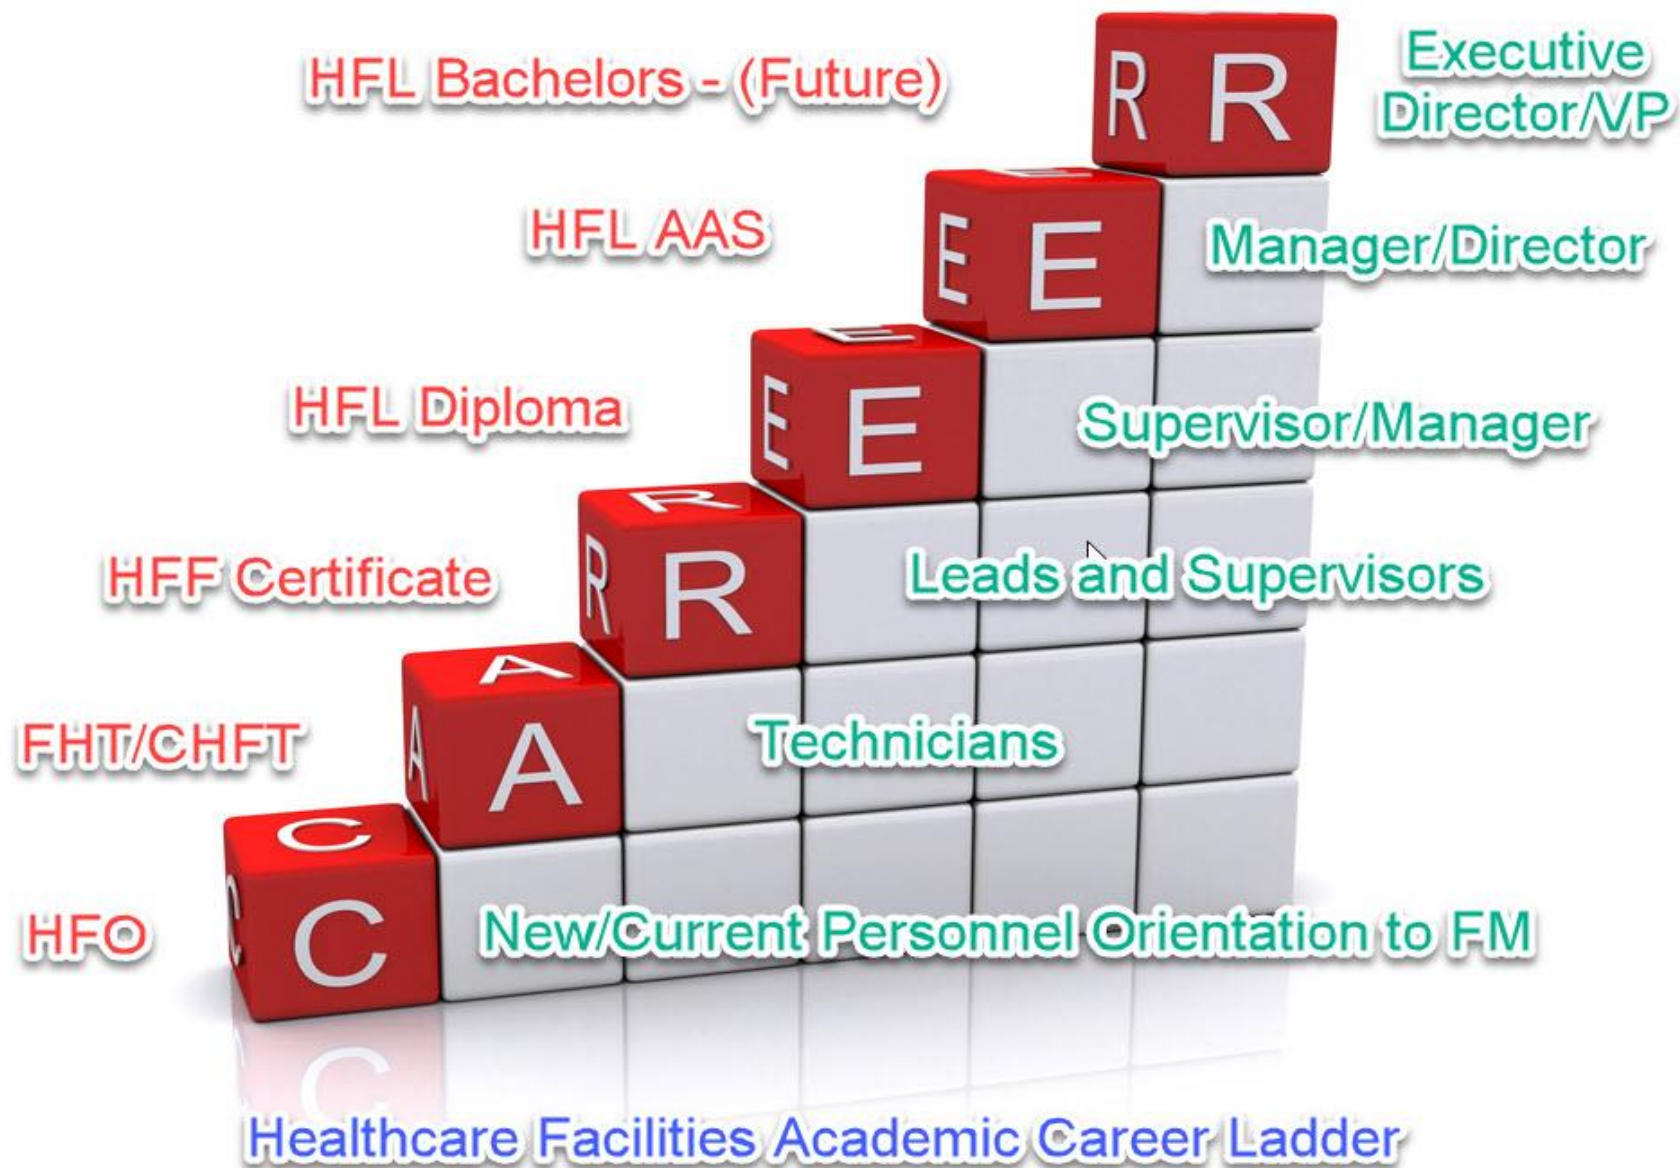 HFL Bachelors - (Future)
R R
Executive
Director/VP
HFL AAS
E E E
Manager/Director
HFL Diploma
E E E
Supervisor/Manager
HFF Certificate
R R R
Leads and Supervisors
FHT/CHFT
A A A
Technicians
HFO
C C C
New/Current Personnel Orientation to FM
Healthcare Facilities Academic Career Ladder